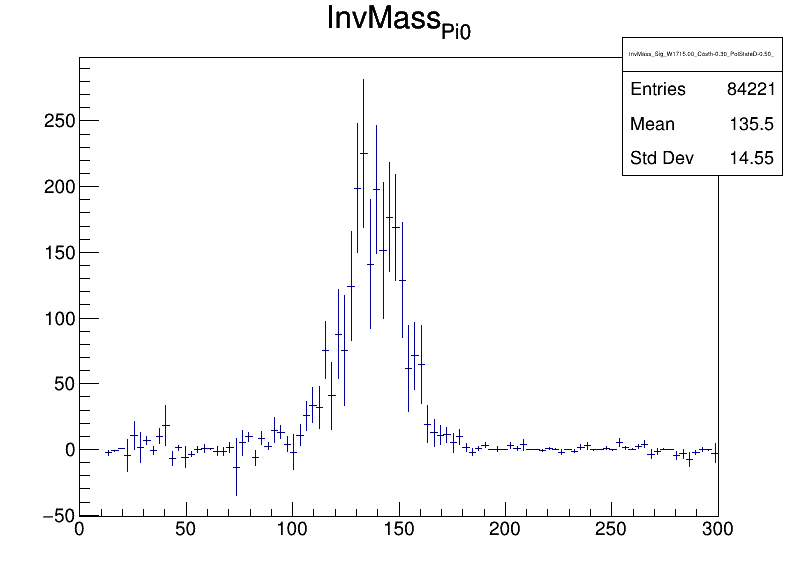 InvMass_Pi0
InvMass_Sig_W1715.00_Costh-0.30_PolStateD-0.50_
Entries 84221
Mean 135.5
Std Dev 14.55
250
200
150
100
50
0
−50
0 50 100 150 200 250 300